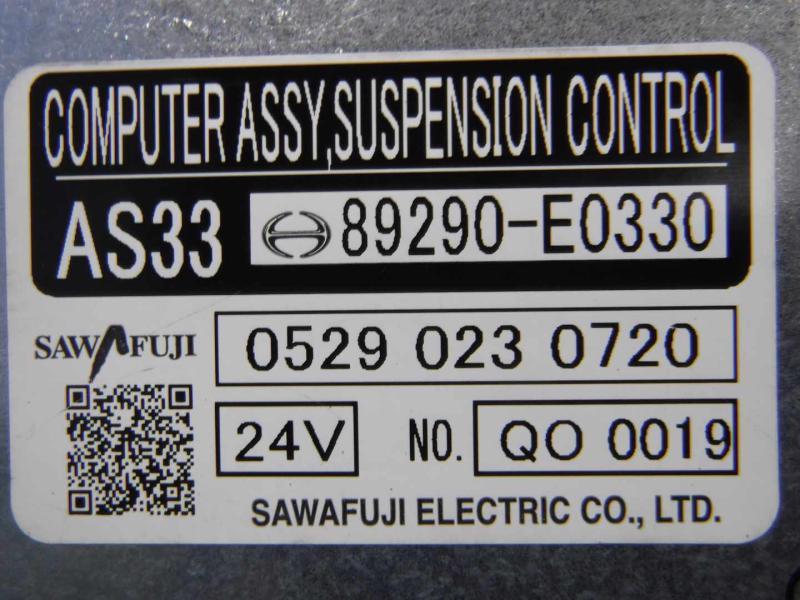 COMPUTER ASSY,SUSPENSION CONTROL
AS33 89290-E0330
SAWAFUJI 0529 023 0720
24V NO. QO 0019
SAWAFUJI ELECTRIC CO., LTD.